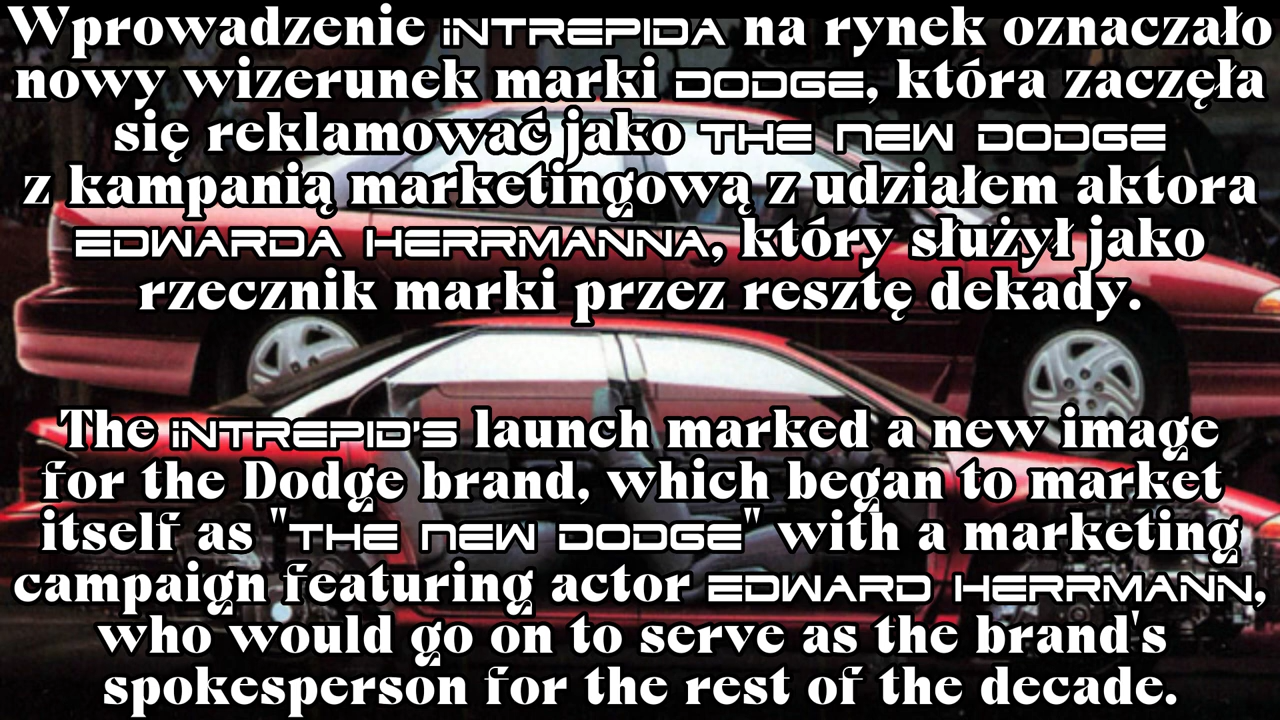 Wprowadzenie INTREPIDA na rynek oznaczało
nowy wizerunek marki DODGE, która zaczęła
się reklamować jako THE NEW DODGE
z kampanią marketingową z udziałem aktora
EDWARDA HERRMANNA, który służył jako
rzecznik marki przez resztę dekady.
The INTREPID'S launch marked a new image
for the Dodge brand, which began to market
itself as "THE NEW DODGE" with a marketing
campaign featuring actor EDWARD HERRMANN,
who would go on to serve as the brand's
spokesperson for the rest of the decade.